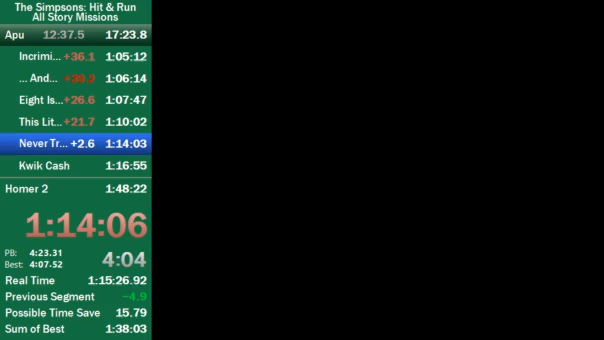 The Simpsons: Hit & Run
All Story Missions
Apu 12:37.5 17:23.8
Incrimi... +36.1 1:05:12
... And... +39.2 1:06:14
Eight Is... +26.6 1:07:47
This Lit... +21.7 1:10:02
Never Tr... +2.6 1:14:03
Kwik Cash 1:16:55
Homer 2 1:48:22
1:14:06
PB: 4:23.31
Best: 4:07.52
4:04
Real Time 1:15:26.92
Previous Segment -4.9
Possible Time Save 15.79
Sum of Best 1:38:03